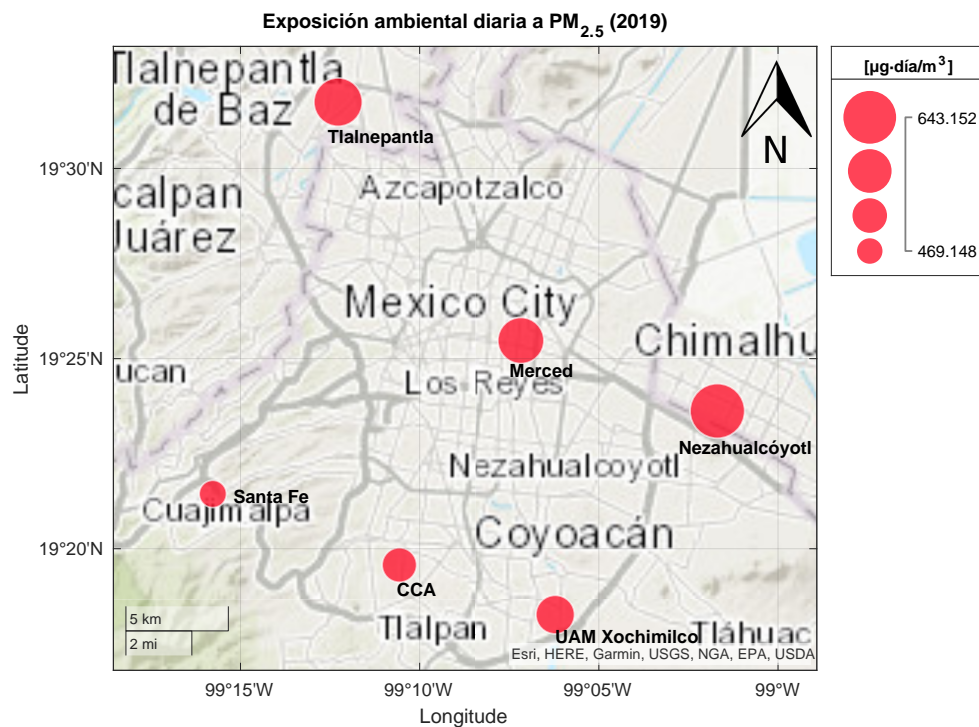 Exposición ambiental diaria a PM2.5 (2019)
[µg·día/m3]
643.152
469.148
Tlalnepantla
de Baz
Tlalnepantla
N
19°30'N
Azcapotzalco
calpan
Juárez
Mexico City
Chimalhu
19°25'N
Merced
ucan
Los Reyes
Nezahualcóyotl
Nezahualcoyotl
Santa Fe
Cuajimalpa
Coyoacán
19°20'N
CCA
5 km
2 mi
Tlalpan
UAM Xochimilco
Tláhuac
Esri, HERE, Garmin, USGS, NGA, EPA, USDA
99°15'W
99°10'W
99°05'W
99°W
Latitude
Longitude